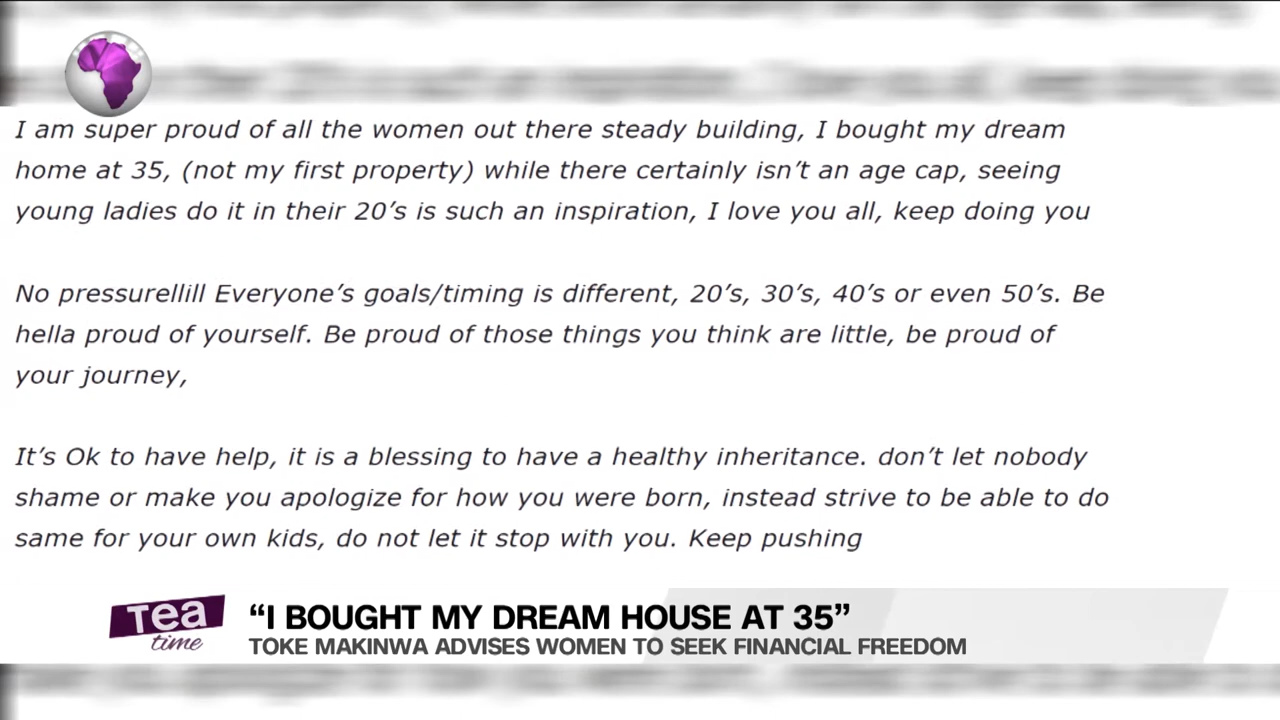 I am super proud of all the women out there steady building, I bought my dream
home at 35, (not my first property) while there certainly isn't an age cap, seeing
young ladies do it in their 20's is such an inspiration, I love you all, keep doing you
No pressurellill Everyone's goals/timing is different, 20's, 30's, 40's or even 50's. Be
hella proud of yourself. Be proud of those things you think are little, be proud of
your journey,
It's Ok to have help, it is a blessing to have a healthy inheritance. don't let nobody
shame or make you apologize for how you were born, instead strive to be able to do
same for your own kids, do not let it stop with you. Keep pushing
Tea
time
“I BOUGHT MY DREAM HOUSE AT 35”
TOKE MAKINWA ADVISES WOMEN TO SEEK FINANCIAL FREEDOM